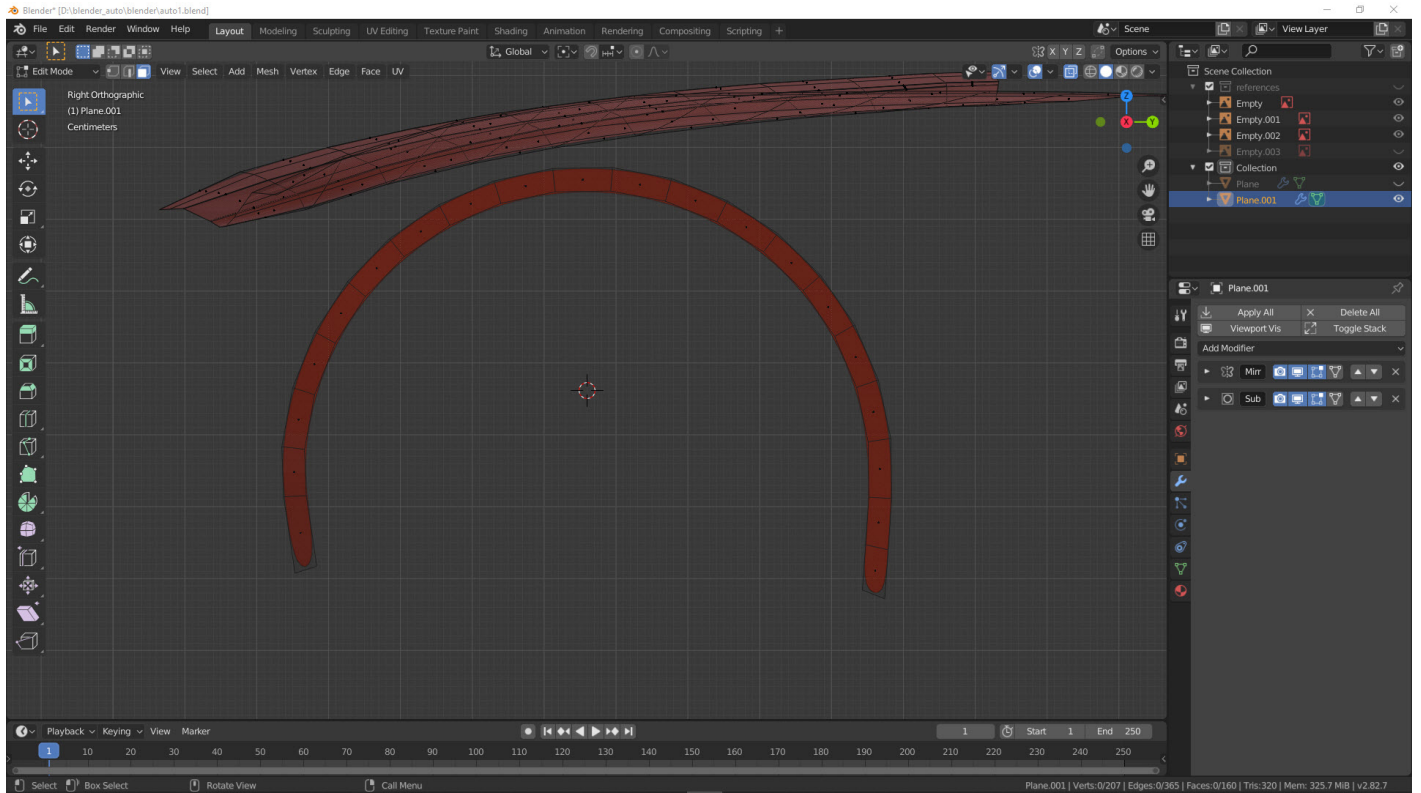 Blender* [D:\blender_auto\blender\auto1.blend]
File Edit Render Window Help Layout Modeling Sculpting UV Editing Texture Paint Shading Animation Rendering Compositing Scripting + Scene View Layer
Global X Y Z Options
Edit Mode View Select Add Mesh Vertex Edge Face UV
Right Orthographic
(1) Plane.001
Centimeters
Z
X
Y
Scene Collection
references
Empty
Empty.001
Empty.002
Empty.003
Collection
Plane
Plane.001
Plane.001
Apply All Delete All
Viewport Vis Toggle Stack
Add Modifier
Mirr
Sub
Playback Keying View Marker 1 Start 1 End 250
1 10 20 30 40 50 60 70 80 90 100 110 120 130 140 150 160 170 180 190 200 210 220 230 240 250
Select Box Select Rotate View Call Menu Plane.001 | Verts:0/207 | Edges:0/365 | Faces:0/160 | Tris:320 | Mem: 325.7 MiB | v2.82.7